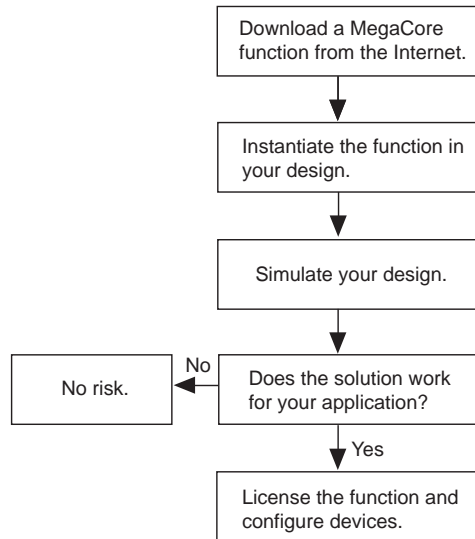 Download a MegaCore
function from the Internet.
Instantiate the function in
your design.
Simulate your design.
No
No risk.
Does the solution work
for your application?
Yes
License the function and
configure devices.